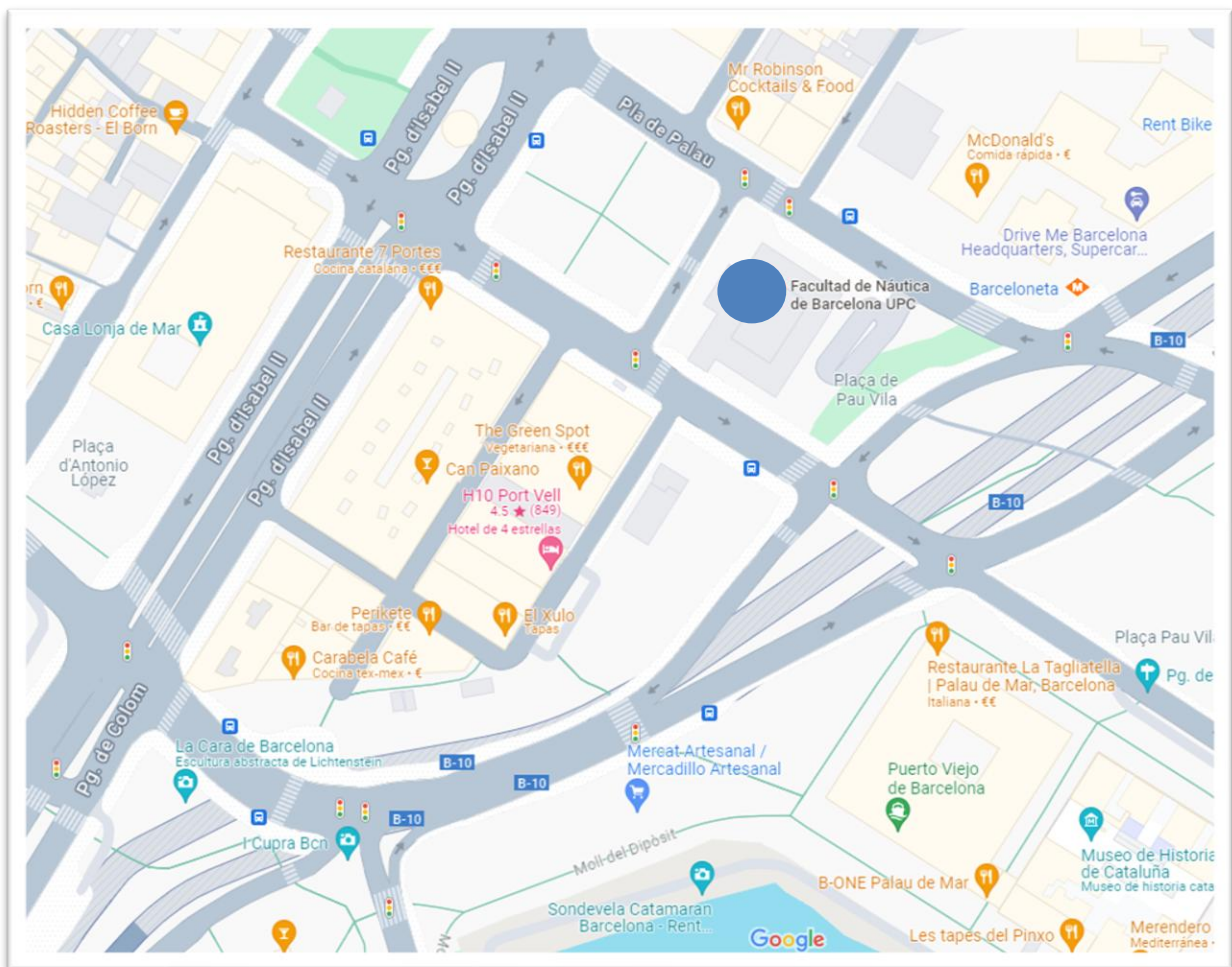 Hidden Coffee
Roasters - El Born
Pg. d'Isabel II
Pg. d'Isabel II
Pla de Palau
Mr Robinson
Cocktails & Food
McDonald's
Comida rápida • €
Rent Bike
Drive Me Barcelona
Headquarters, Supercar...
Barceloneta
M
B-10
Restaurante 7 Portes
Cocina catalana • €€€
Facultad de Náutica
de Barcelona UPC
Casa Lonja de Mar
Pg. d'Isabel II
Pg. d'Isabel II
Plaça de
Pau Vila
Plaça
d'Antonio
López
The Green Spot
Vegetariana • €€€
Can Paixano
H10 Port Vell
4.5 ★ (849)
Hotel de 4 estrellas
B-10
Perikete
Bar de tapas • €€
El Xulo
Tapas
Carabela Café
Cocina tex-mex • €
Plaça Pau Vil
Restaurante La Tagliatella
| Palau de Mar, Barcelona
Italiana • €€
Pg. de
Pg. de Colom
La Cara de Barcelona
Escultura abstracta de Lichtenstein
B-10
B-10
B-10
Mercat Artesanal /
Mercadillo Artesanal
Puerto Viejo
de Barcelona
I Cupra Bcn
Moll del Dipòsit
Museo de Historia
de Cataluña
Museo de historia cata
B-ONE Palau de Mar
Sondevela Catamaran
Barcelona - Rent...
Google
Les tapes del Pinxo
Merendero
Mediterránea •